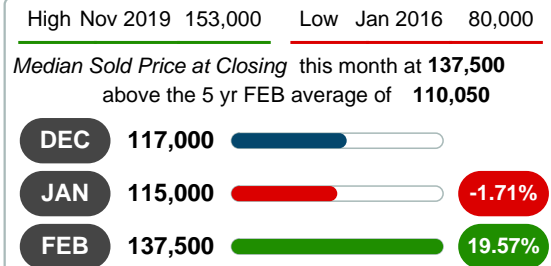 High Nov 2019 153,000 Low Jan 2016 80,000
Median Sold Price at Closing this month at 137,500
above the 5 yr FEB average of 110,050
DEC 117,000
JAN 115,000 -1.71%
FEB 137,500 19.57%